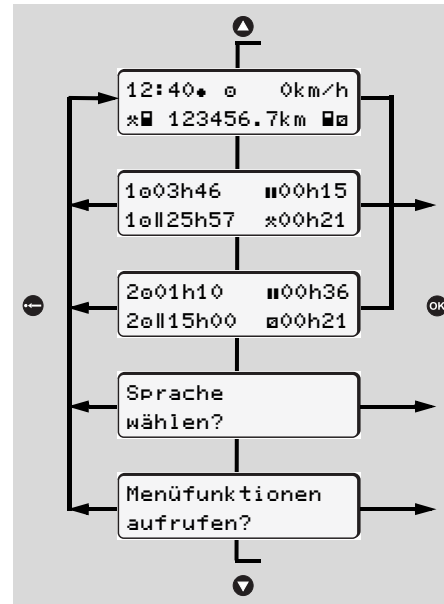 12:40● ⊙ 0km/h
⚒▮ 123456.7km ▮☑
1⊙03h46 ▮▮00h15
1⊙‖25h57 ⚒00h21
2⊙01h10 ▮▮00h36
2⊙‖15h00 ☑00h21
OK
Sprache
wählen?
Menüfunktionen
aufrufen?